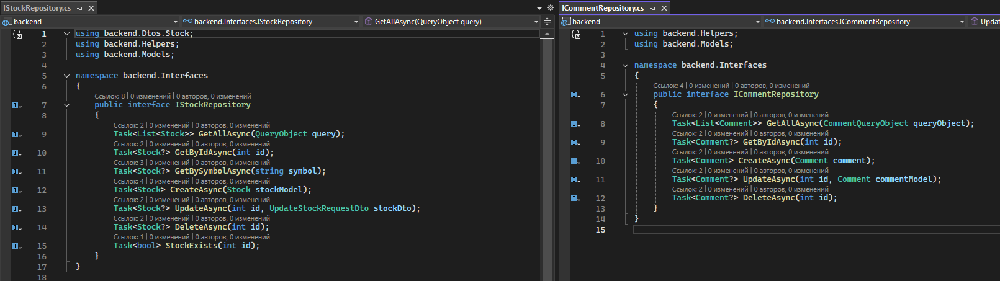 IStockRepository.cs
backend
backend.Interfaces.IStockRepository
GetAllAsync(QueryObject query)
1 using backend.Dtos.Stock;
2 using backend.Helpers;
3 using backend.Models;
4
5 namespace backend.Interfaces
6 {
Ссылок: 8 | 0 изменений | 0 авторов, 0 изменений
7 public interface IStockRepository
8 {
Ссылок: 2 | 0 изменений | 0 авторов, 0 изменений
9 Task<List<Stock>> GetAllAsync(QueryObject query);
Ссылок: 2 | 0 изменений | 0 авторов, 0 изменений
10 Task<Stock?> GetByIdAsync(int id);
Ссылок: 3 | 0 изменений | 0 авторов, 0 изменений
11 Task<Stock?> GetBySymbolAsync(string symbol);
Ссылок: 4 | 0 изменений | 0 авторов, 0 изменений
12 Task<Stock> CreateAsync(Stock stockModel);
Ссылок: 2 | 0 изменений | 0 авторов, 0 изменений
13 Task<Stock?> UpdateAsync(int id, UpdateStockRequestDto stockDto);
Ссылок: 2 | 0 изменений | 0 авторов, 0 изменений
14 Task<Stock?> DeleteAsync(int id);
Ссылок: 1 | 0 изменений | 0 авторов, 0 изменений
15 Task<bool> StockExists(int id);
16 }
17 }
18
ICommentRepository.cs
backend
backend.Interfaces.ICommentRepository
Updat
1 using backend.Helpers;
2 using backend.Models;
3
4 namespace backend.Interfaces
5 {
Ссылок: 4 | 0 изменений | 0 авторов, 0 изменений
6 public interface ICommentRepository
7 {
Ссылок: 2 | 0 изменений | 0 авторов, 0 изменений
8 Task<List<Comment>> GetAllAsync(CommentQueryObject queryObject);
Ссылок: 2 | 0 изменений | 0 авторов, 0 изменений
9 Task<Comment?> GetByIdAsync(int id);
Ссылок: 2 | 0 изменений | 0 авторов, 0 изменений
10 Task<Comment> CreateAsync(Comment comment);
Ссылок: 2 | 0 изменений | 0 авторов, 0 изменений
11 Task<Comment?> UpdateAsync(int id, Comment commentModel);
Ссылок: 2 | 0 изменений | 0 авторов, 0 изменений
12 Task<Comment?> DeleteAsync(int id);
13 }
14 }
15